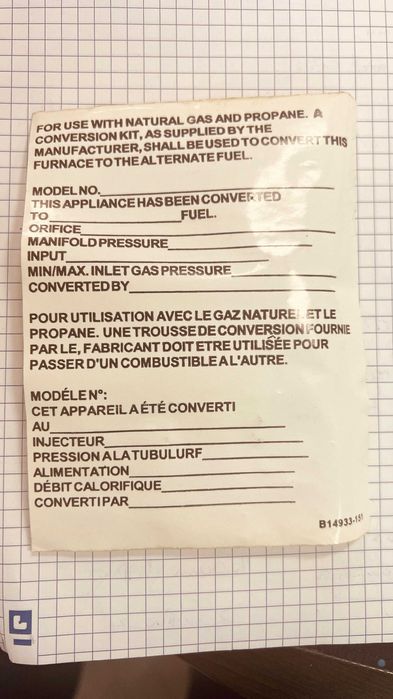 FOR USE WITH NATURAL GAS AND PROPANE. A
CONVERSION KIT, AS SUPPLIED BY THE
MANUFACTURER, SHALL BE USED TO CONVERT THIS
FURNACE TO THE ALTERNATE FUEL.
MODEL NO.
THIS APPLIANCE HAS BEEN CONVERTED
TO FUEL.
ORIFICE
MANIFOLD PRESSURE
INPUT
MIN/MAX. INLET GAS PRESSURE
CONVERTED BY
POUR UTILISATION AVEC LE GAZ NATUREL ET LE
PROPANE. UNE TROUSSE DE CONVERSION FOURNIE
PAR LE, FABRICANT DOIT ETRE UTILISÉE POUR
PASSER D'UN COMBUSTIBLE A L'AUTRE.
MODÉLE N°:
CET APPAREIL A ÉTÉ CONVERTI
AU
INJECTEUR
PRESSION A LA TUBULURF
ALIMENTATION
DÉBIT CALORIFIQUE
CONVERTI PAR
B14933-151